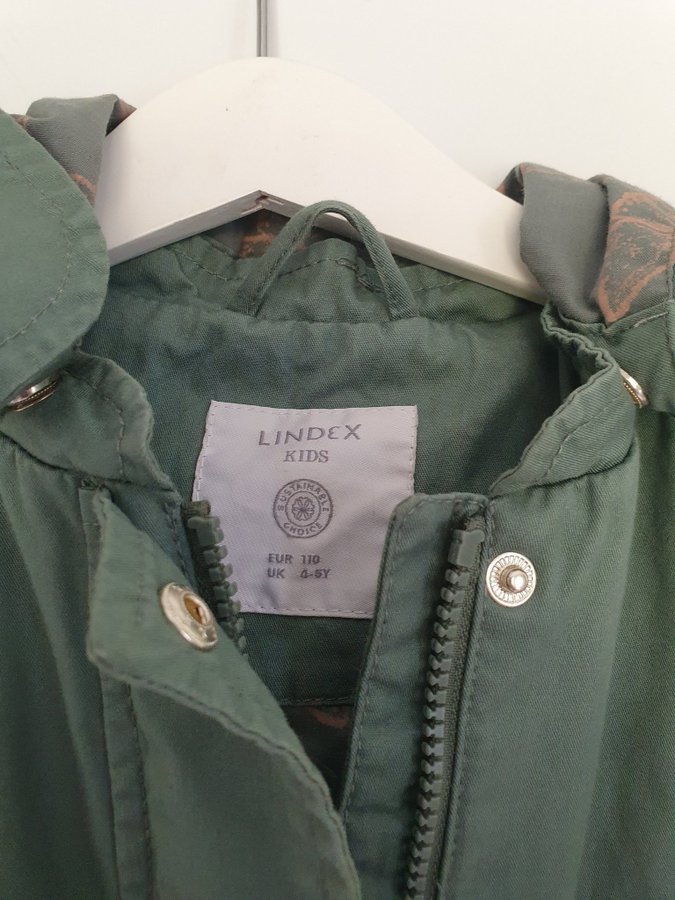 LINDEX
KIDS
SUSTAINABLE
CHOICE
EUR 110
UK 4-5Y